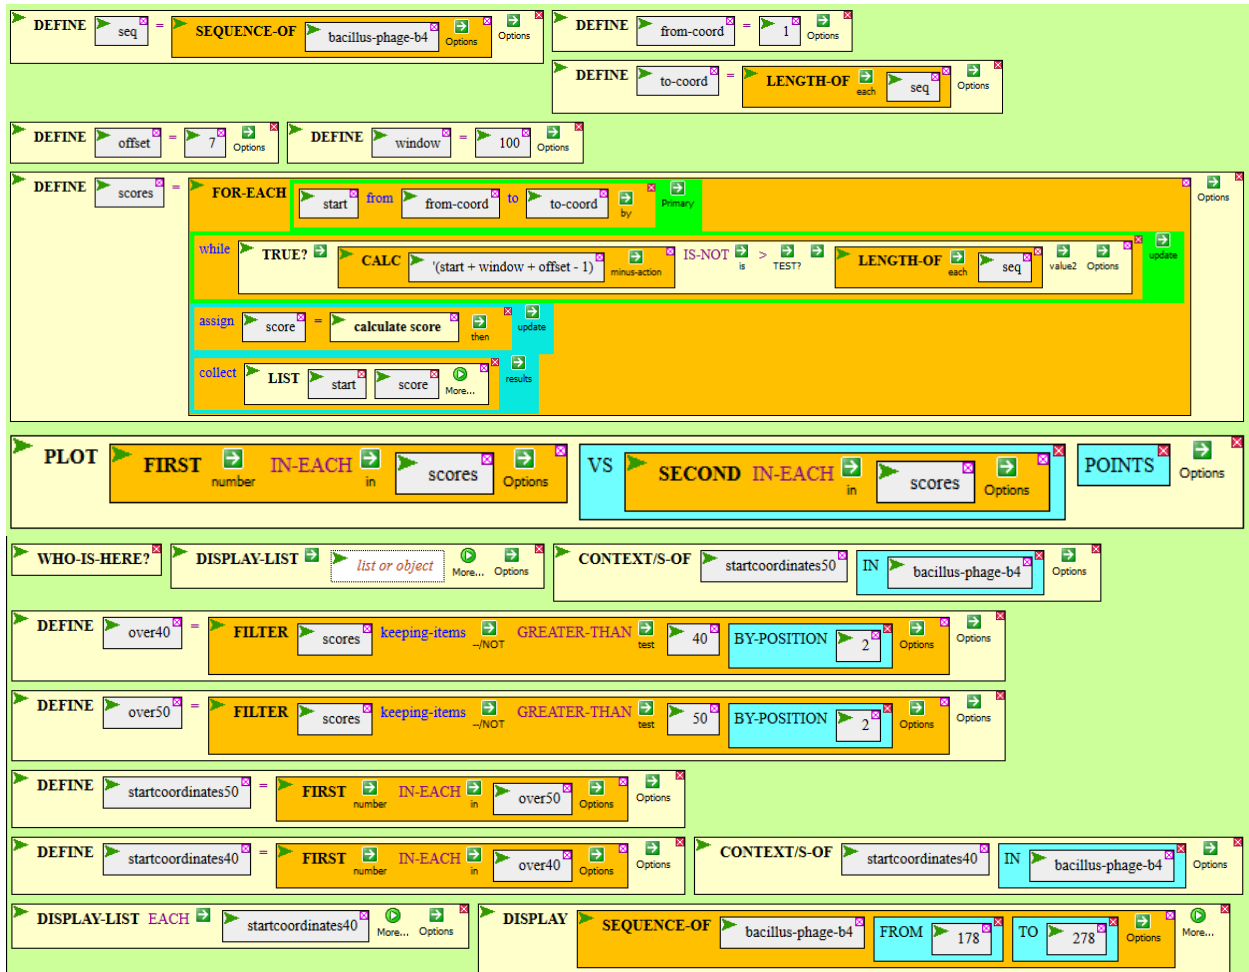 DEFINE seq = SEQUENCE-OF bacillus-phage-b4 Options Options
DEFINE from-coord = 1 Options
DEFINE to-coord = LENGTH-OF each seq Options
DEFINE offset = 7 Options
DEFINE window = 100 Options
DEFINE scores = FOR-EACH start from from-coord to to-coord by Primary Options
while TRUE? CALC '(start + window + offset - 1) minus-action IS-NOT is > TEST? LENGTH-OF each seq value2 Options update
assign score = calculate score then update
collect LIST start score More... results
PLOT FIRST number IN-EACH in scores Options VS SECOND IN-EACH in scores Options POINTS Options
WHO-IS-HERE?
DISPLAY-LIST list or object More... Options
CONTEXT/S-OF startcoordinates50 IN bacillus-phage-b4 Options
DEFINE over40 = FILTER scores keeping-items --/NOT GREATER-THAN test 40 BY-POSITION 2 Options Options
DEFINE over50 = FILTER scores keeping-items --/NOT GREATER-THAN test 50 BY-POSITION 2 Options Options
DEFINE startcoordinates50 = FIRST number IN-EACH in over50 Options Options
DEFINE startcoordinates40 = FIRST number IN-EACH in over40 Options Options
CONTEXT/S-OF startcoordinates40 IN bacillus-phage-b4 Options
DISPLAY-LIST EACH startcoordinates40 More... Options
DISPLAY SEQUENCE-OF bacillus-phage-b4 FROM 178 TO 278 Options More...